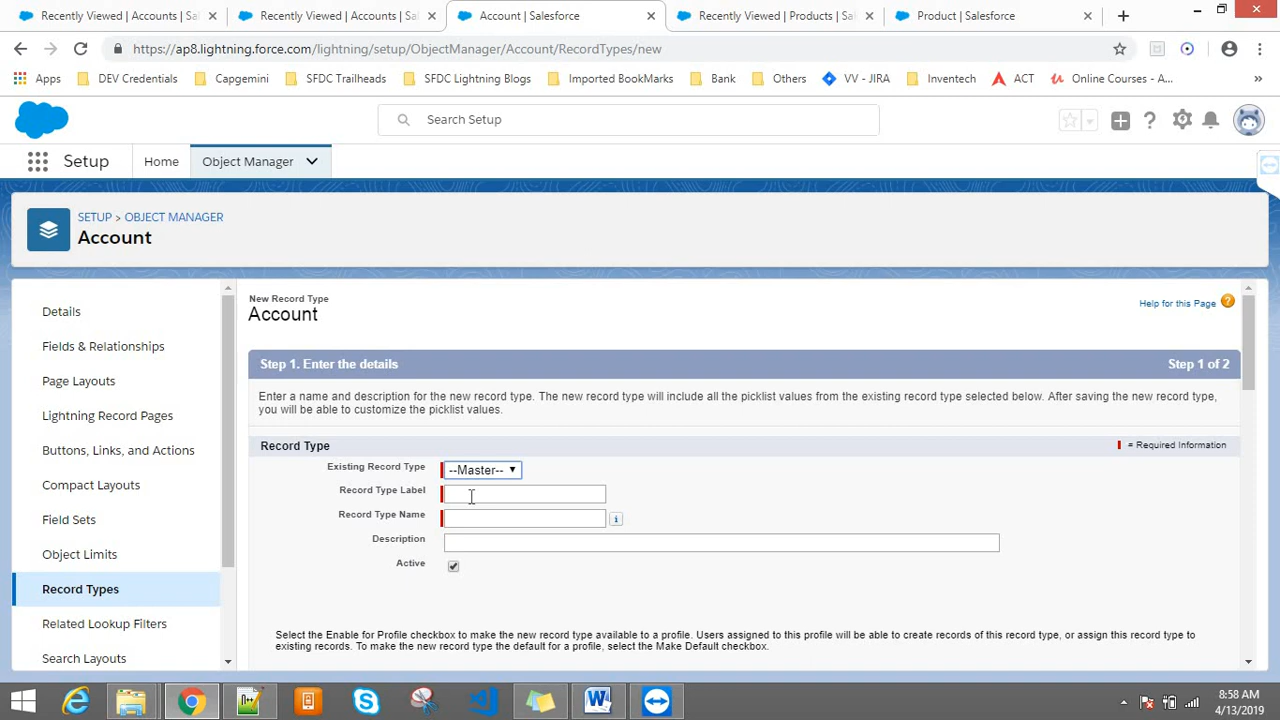 Recently Viewed | Accounts | Sal
Recently Viewed | Accounts | Sa
Account | Salesforce
Recently Viewed | Products | Sa
Product | Salesforce
https://ap8.lightning.force.com/lightning/setup/ObjectManager/Account/RecordTypes/new
Apps
DEV Credentials
Capgemini
SFDC Trailheads
SFDC Lightning Blogs
Imported BookMarks
Bank
Others
VV - JIRA
Inventech
ACT
Online Courses - A...
Search Setup
Setup
Home
Object Manager
SETUP > OBJECT MANAGER
Account
Details
Fields & Relationships
Page Layouts
Lightning Record Pages
Buttons, Links, and Actions
Compact Layouts
Field Sets
Object Limits
Record Types
Related Lookup Filters
Search Layouts
New Record Type
Account
Help for this Page
Step 1. Enter the details
Step 1 of 2
Enter a name and description for the new record type. The new record type will include all the picklist values from the existing record type selected below. After saving the new record type,
you will be able to customize the picklist values.
Record Type
= Required Information
Existing Record Type
--Master--
Record Type Label
Record Type Name
Description
Active
Select the Enable for Profile checkbox to make the new record type available to a profile. Users assigned to this profile will be able to create records of this record type, or assign this record type to
existing records. To make the new record type the default for a profile, select the Make Default checkbox.
8:58 AM
4/13/2019